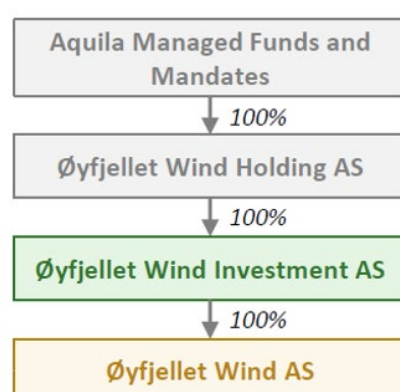 Aquila Managed Funds and
Mandates
100%
Øyfjellet Wind Holding AS
100%
Øyfjellet Wind Investment AS
100%
Øyfjellet Wind AS